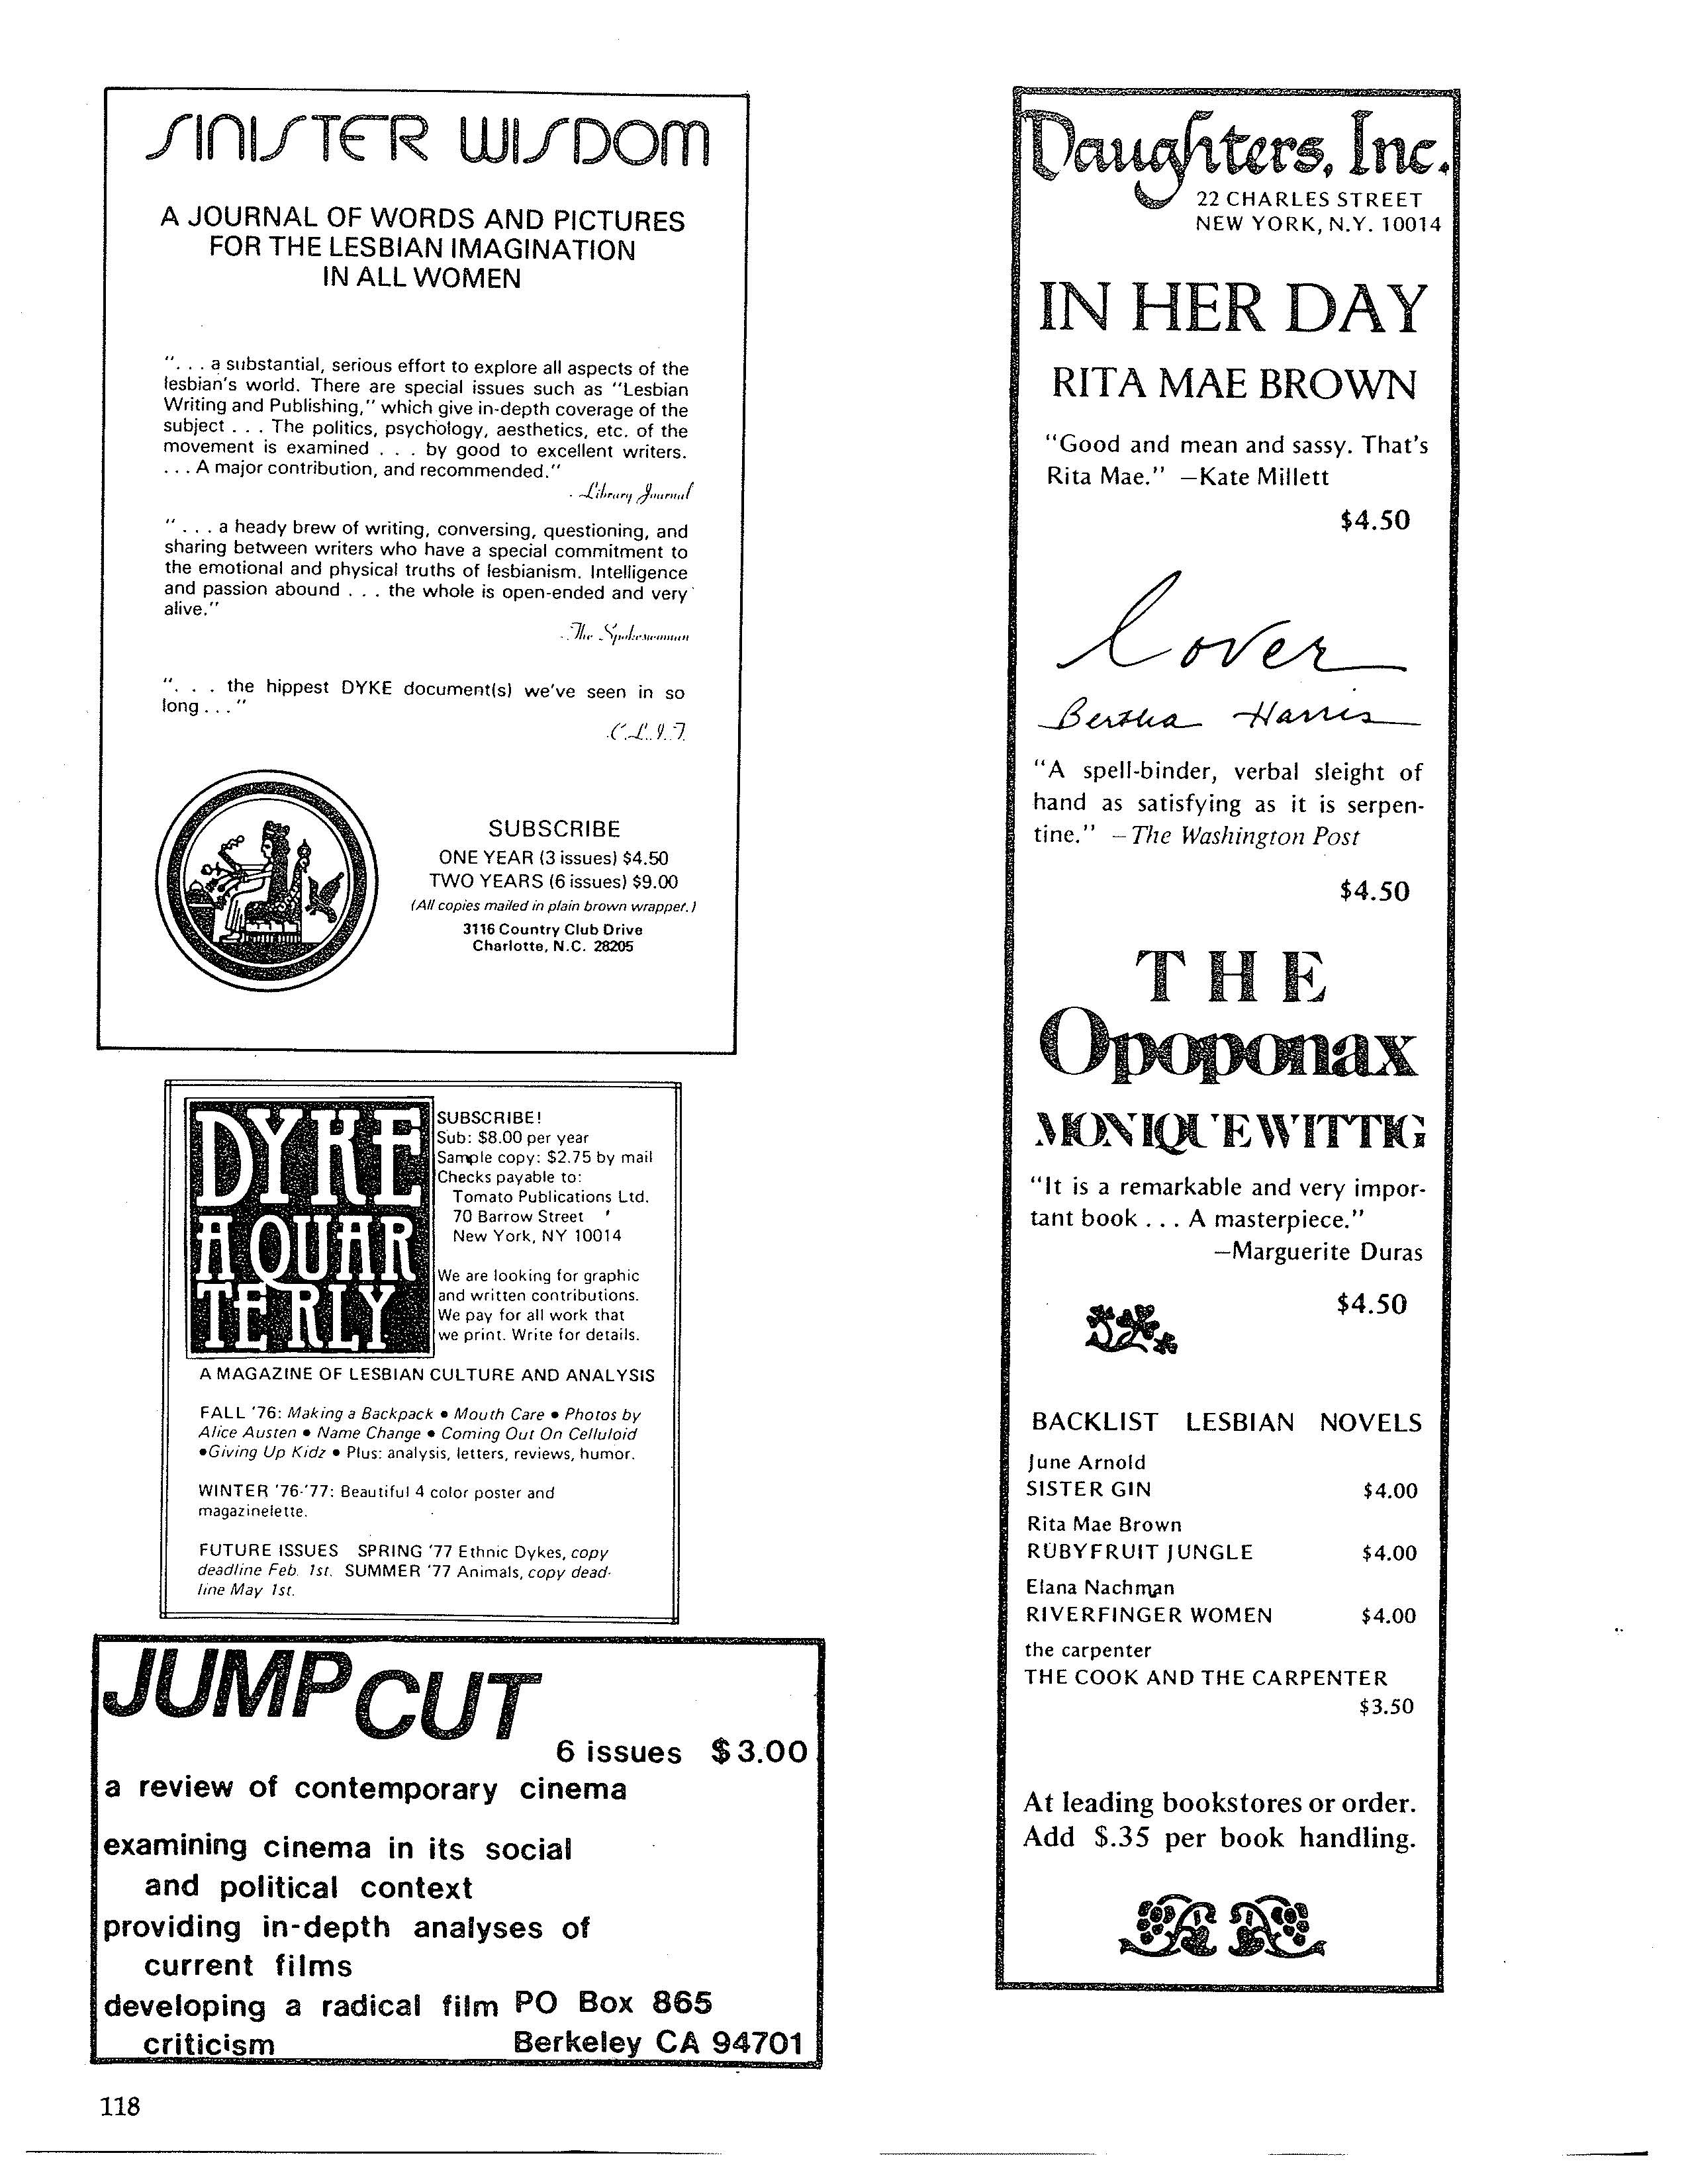 SINISTER WISDOM
A JOURNAL OF WORDS AND PICTURES
FOR THE LESBIAN IMAGINATION
IN ALL WOMEN
". . . a substantial, serious effort to explore all aspects of the
lesbian's world. There are special issues such as "Lesbian
Writing and Publishing," which give in-depth coverage of the
subject . . . The politics, psychology, aesthetics, etc. of the
movement is examined . . . by good to excellent writers.
. . . A major contribution, and recommended."
- Library Journal
" . . . a heady brew of writing, conversing, questioning, and
sharing between writers who have a special commitment to
the emotional and physical truths of lesbianism. Intelligence
and passion abound . . . the whole is open-ended and very
alive."
- The Spokeswoman
". . . the hippest DYKE document(s) we've seen in so
long . . ."
C.L.I.T.
SUBSCRIBE
ONE YEAR (3 issues) $4.50
TWO YEARS (6 issues) $9.00
(All copies mailed in plain brown wrapper.)
3116 Country Club Drive
Charlotte, N.C. 28205
DYKE
A QUAR
TERLY
SUBSCRIBE!
Sub: $8.00 per year
Sample copy: $2.75 by mail
Checks payable to:
Tomato Publications Ltd.
70 Barrow Street
New York, NY 10014
We are looking for graphic
and written contributions.
We pay for all work that
we print. Write for details.
A MAGAZINE OF LESBIAN CULTURE AND ANALYSIS
FALL '76: Making a Backpack • Mouth Care • Photos by
Alice Austen • Name Change • Coming Out On Celluloid
•Giving Up Kidz • Plus: analysis, letters, reviews, humor.
WINTER '76-'77: Beautiful 4 color poster and
magazinelette.
FUTURE ISSUES SPRING '77 Ethnic Dykes, copy
deadline Feb. 1st. SUMMER '77 Animals, copy dead-
line May 1st.
JUMP CUT
6 issues $3.00
a review of contemporary cinema
examining cinema in its social
and political context
providing in-depth analyses of
current films
developing a radical film
criticism
PO Box 865
Berkeley CA 94701
118
Daughters, Inc.
22 CHARLES STREET
NEW YORK, N.Y. 10014
IN HER DAY
RITA MAE BROWN
"Good and mean and sassy. That's
Rita Mae." —Kate Millett
$4.50
Lover
Bertha Harris
"A spell-binder, verbal sleight of
hand as satisfying as it is serpen-
tine." —The Washington Post
$4.50
THE
Opoponax
MONIQUE WITTIG
"It is a remarkable and very impor-
tant book . . . A masterpiece."
—Marguerite Duras
$4.50
BACKLIST LESBIAN NOVELS
June Arnold
SISTER GIN $4.00
Rita Mae Brown
RUBYFRUIT JUNGLE $4.00
Elana Nachman
RIVERFINGER WOMEN $4.00
the carpenter
THE COOK AND THE CARPENTER
$3.50
At leading bookstores or order.
Add $.35 per book handling.